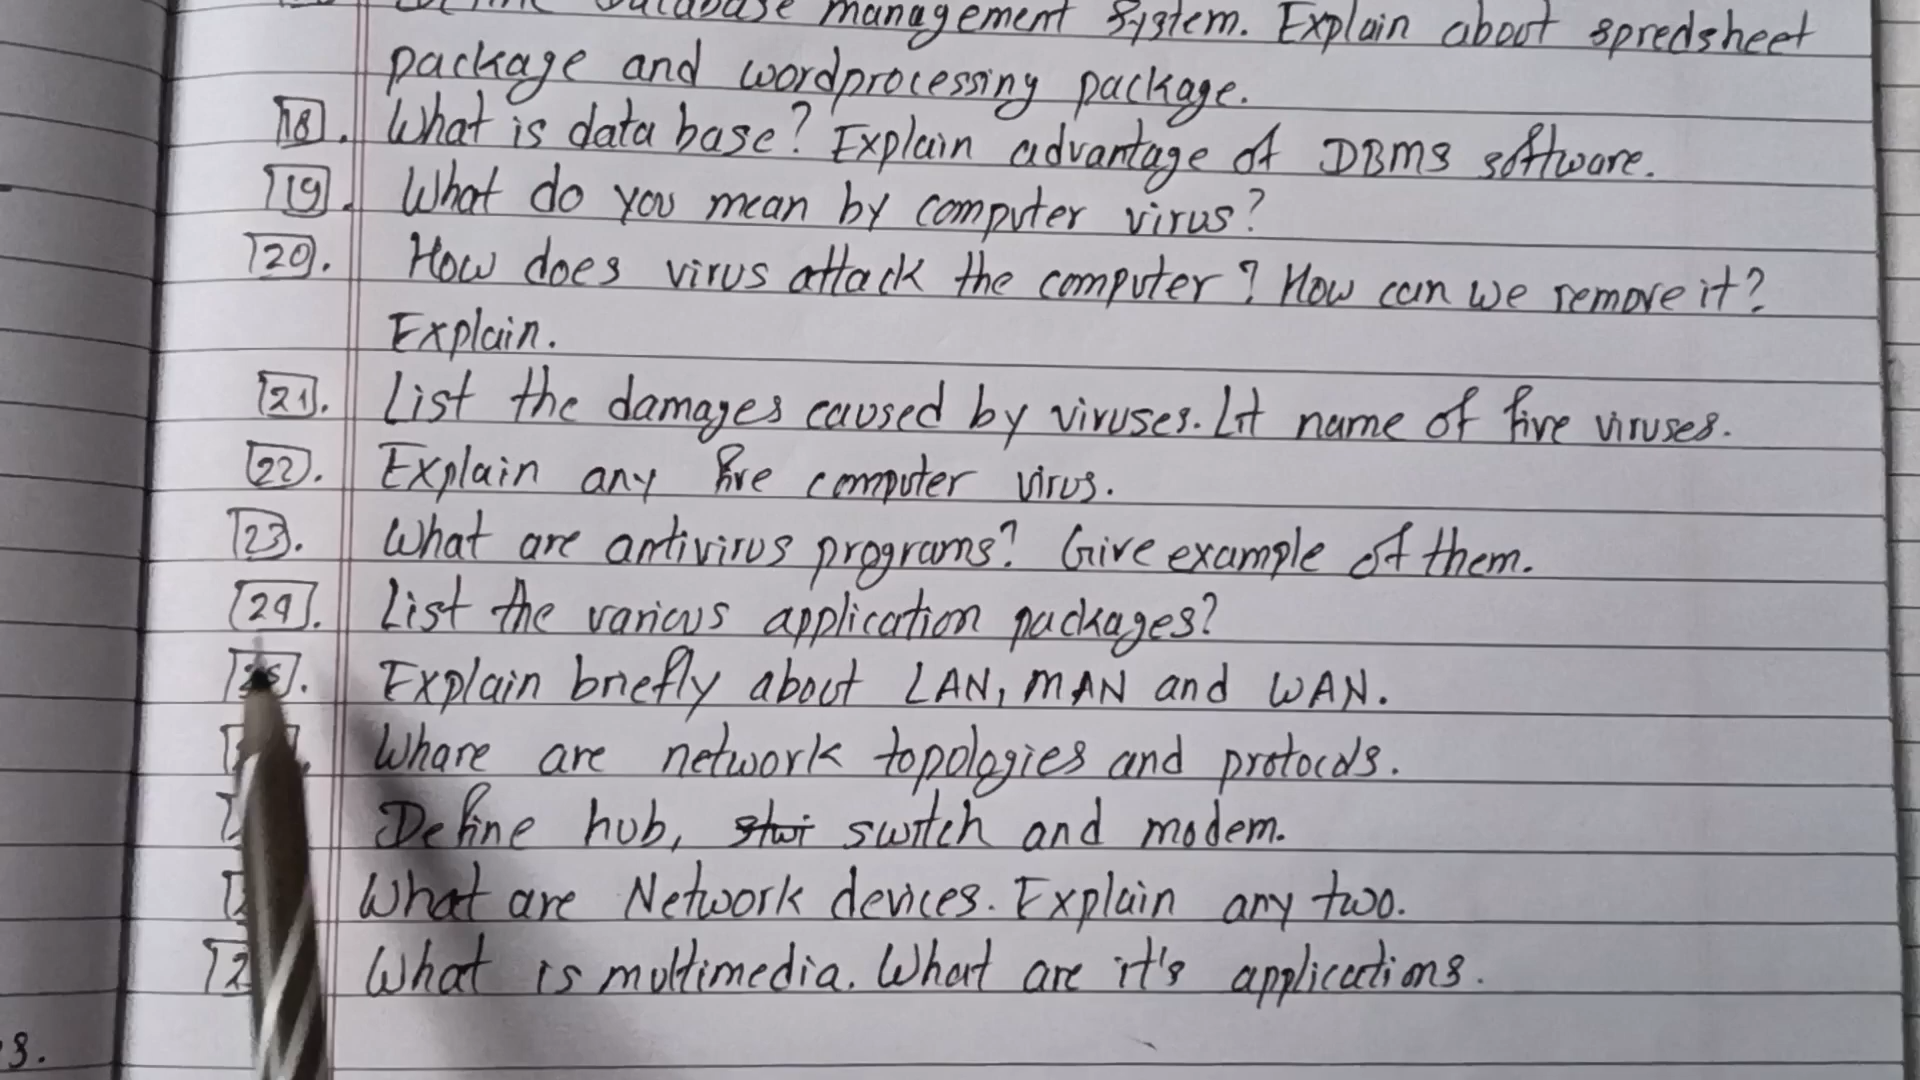 Database management system. Explain about spredsheet
package and wordprocessing package.
18. What is data base? Explain advantage of DBMS software.
19. What do you mean by computer virus?
20. How does virus attack the computer? How can we remove it?
Explain.
21. List the damages caused by viruses. Lit name of five viruses.
22. Explain any five computer virus.
23. What are antivirus programs? Give example of them.
24. List the various application packages?
25. Explain briefly about LAN, MAN and WAN.
Whare are network topologies and protocols.
Define hub, switch and modem.
What are Network devices. Explain any two.
What is multimedia. What are it's applications.